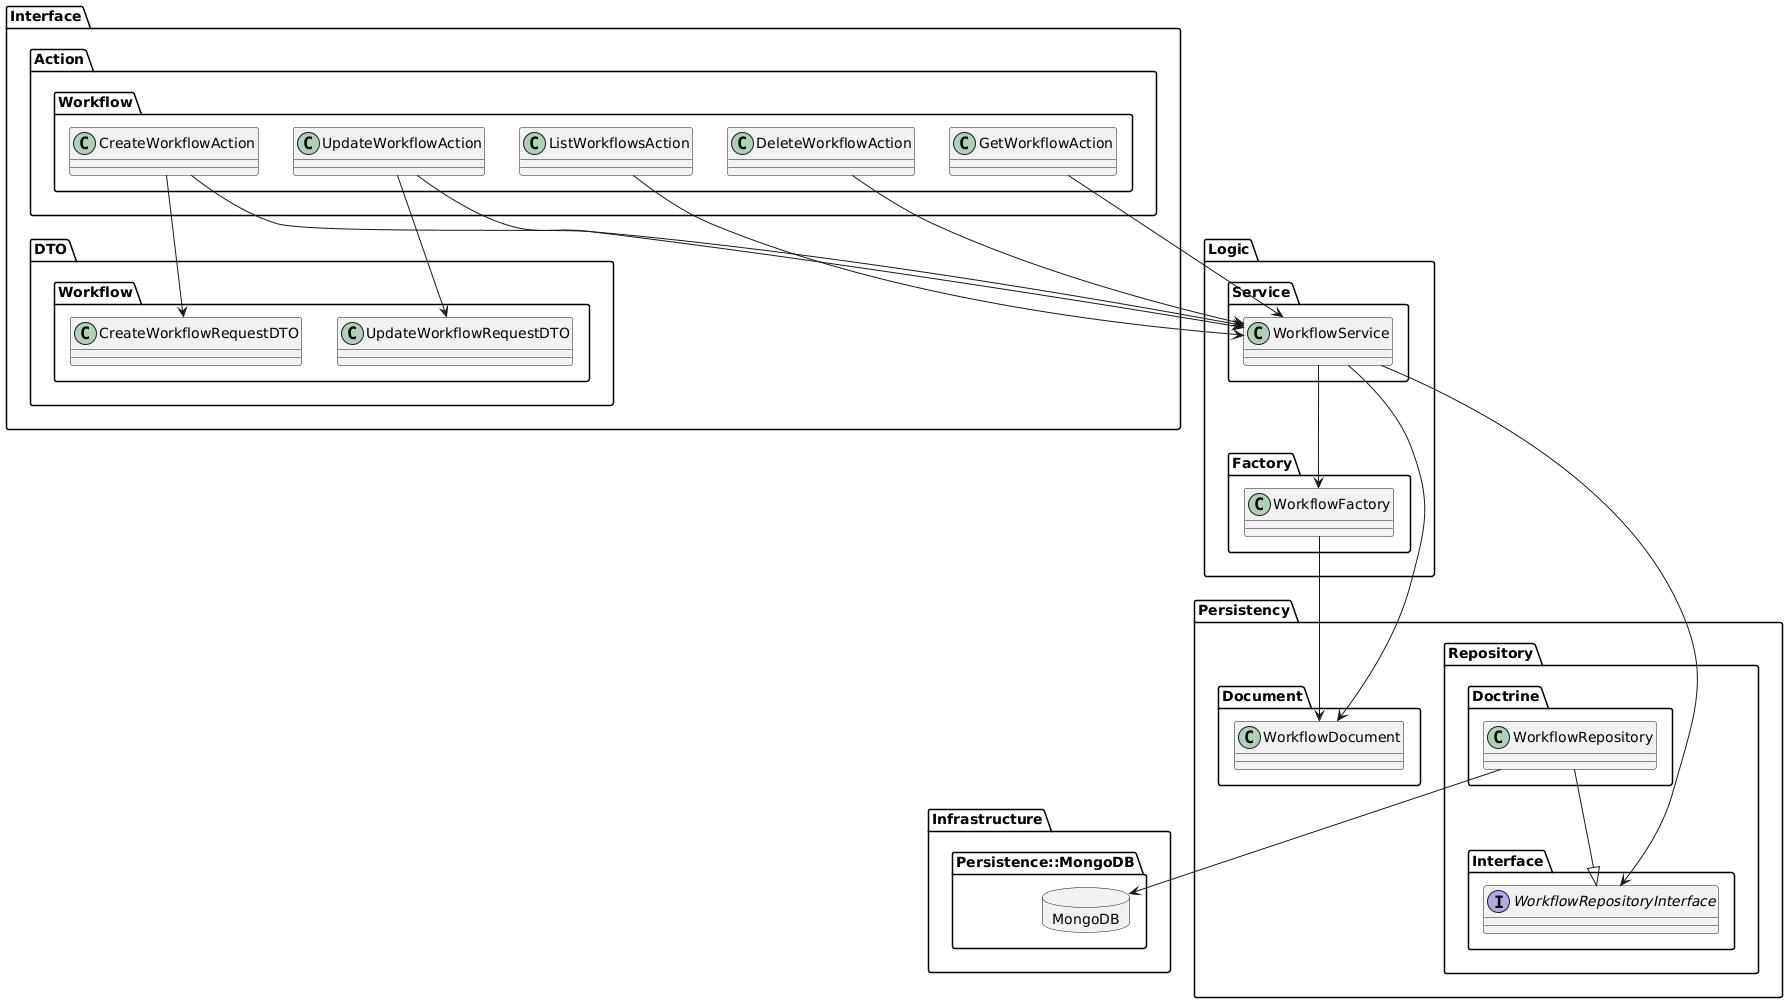 Interface
Action
Workflow
C CreateWorkflowAction
C UpdateWorkflowAction
C ListWorkflowsAction
C DeleteWorkflowAction
C GetWorkflowAction
DTO
Workflow
C CreateWorkflowRequestDTO
C UpdateWorkflowRequestDTO
Logic
Service
C WorkflowService
Factory
C WorkflowFactory
Persistency
Repository
Document
C WorkflowDocument
Doctrine
C WorkflowRepository
Interface
I WorkflowRepositoryInterface
Infrastructure
Persistence::MongoDB
MongoDB